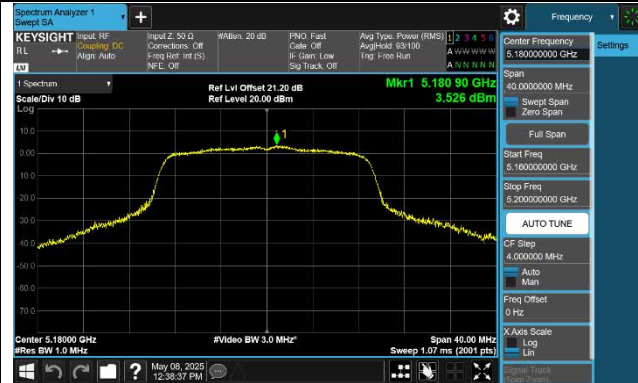 Spectrum Analyzer 1
Swept SA
Frequency
KEYSIGHT
RL
Input: RF
Coupling: DC
Align: Auto
Input Z: 50 Ω
Corrections: Off
Freq Ref: Int (S)
NFE: Off
#Atten: 20 dB
PNO: Fast
Gate: Off
IF Gain: Low
Sig Track: Off
Avg Type: Power (RMS)
Avg|Hold: 93/100
Trig: Free Run
1 2 3 4 5 6
A W W W W W
A N N N N N
LXI
1 Spectrum
Scale/Div 10 dB
Log
Ref Lvl Offset 21.20 dB
Ref Level 20.00 dBm
Mkr1 5.180 90 GHz
3.526 dBm
1
10.0
0.00
10.0
20.0
30.0
40.0
50.0
60.0
70.0
Center 5.18000 GHz
#Res BW 1.0 MHz
#Video BW 3.0 MHz*
Span 40.00 MHz
Sweep 1.07 ms (2001 pts)
May 08, 2025
12:38:37 PM
Center Frequency
5.180000000 GHz
Span
40.0000000 MHz
Swept Span
Zero Span
Full Span
Start Freq
5.160000000 GHz
Stop Freq
5.200000000 GHz
AUTO TUNE
CF Step
4.000000 MHz
Auto
Man
Freq Offset
0 Hz
X Axis Scale
Log
Lin
Signal Track
(Span Zoom)
Settings